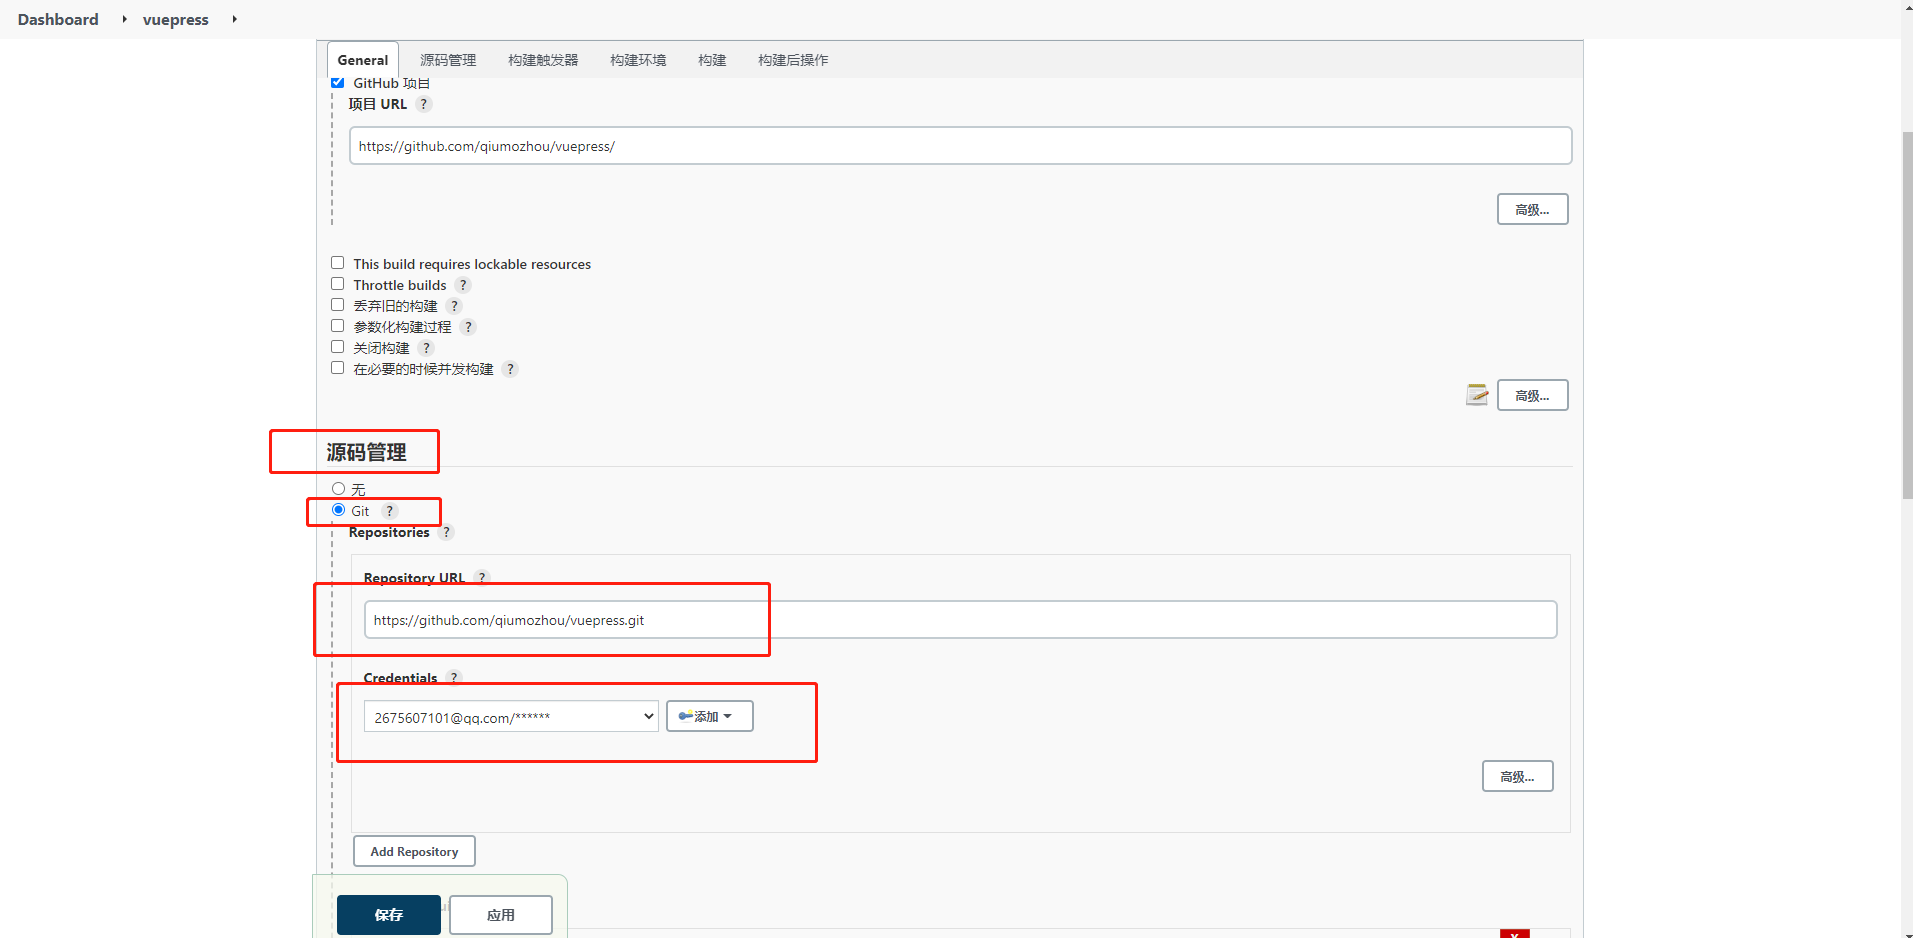 Dashboard vuepress
General 源码管理 构建触发器 构建环境 构建 构建后操作
GitHub 项目
项目 URL ?
https://github.com/qiumozhou/vuepress/
高级...
This build requires lockable resources
Throttle builds ?
丢弃旧的构建 ?
参数化构建过程 ?
关闭构建 ?
在必要的时候并发构建 ?
高级...
源码管理
无
Git ?
Repositories ?
Repository URL ?
https://github.com/qiumozhou/vuepress.git
Credentials ?
2675607101@qq.com/****** 添加
高级...
Add Repository
保存 应用
X